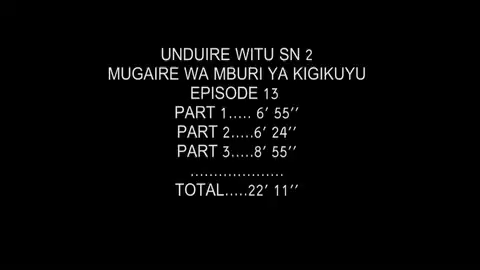 UNDUIRE WITU SN 2
MUGAIRE WA MBURI YA KIGIKUYU
EPISODE 13
PART 1..... 6’ 55’’
PART 2.....6’ 24’’
PART 3.....8’ 55’’
...................
TOTAL.....22’ 11’’